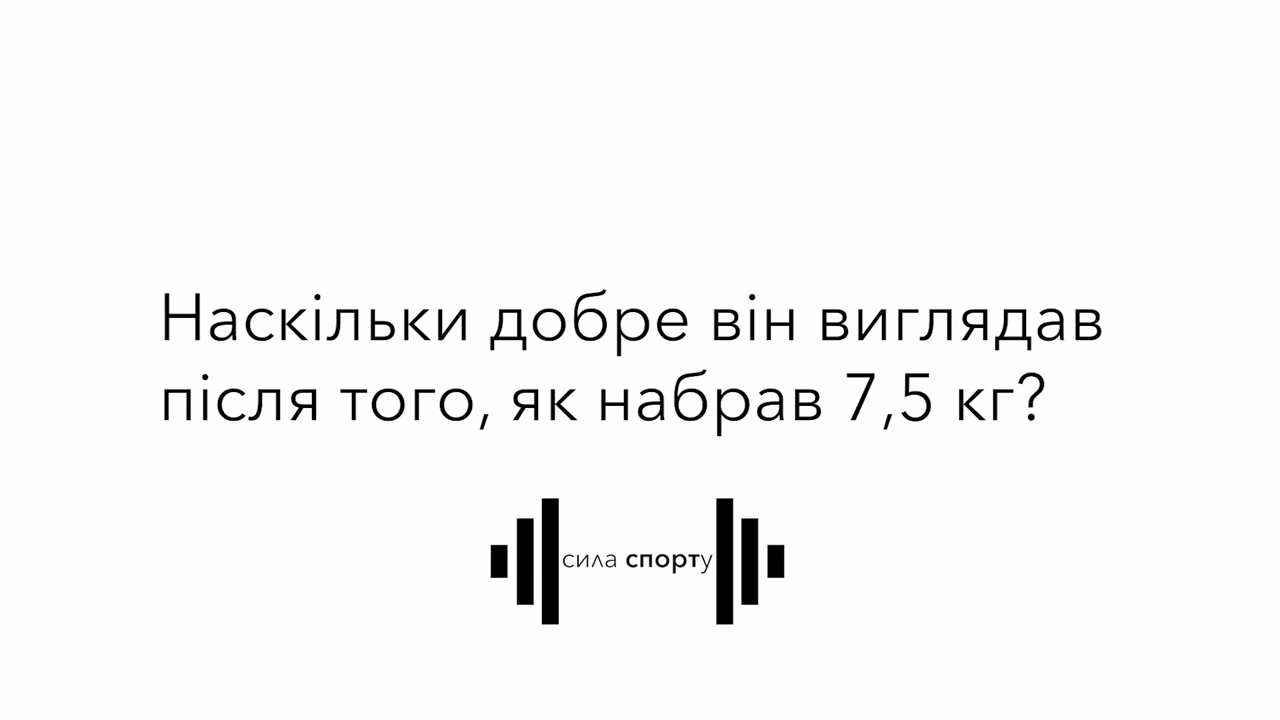 Наскільки добре він виглядав
після того, як набрав 7,5 кг?
сила спорту